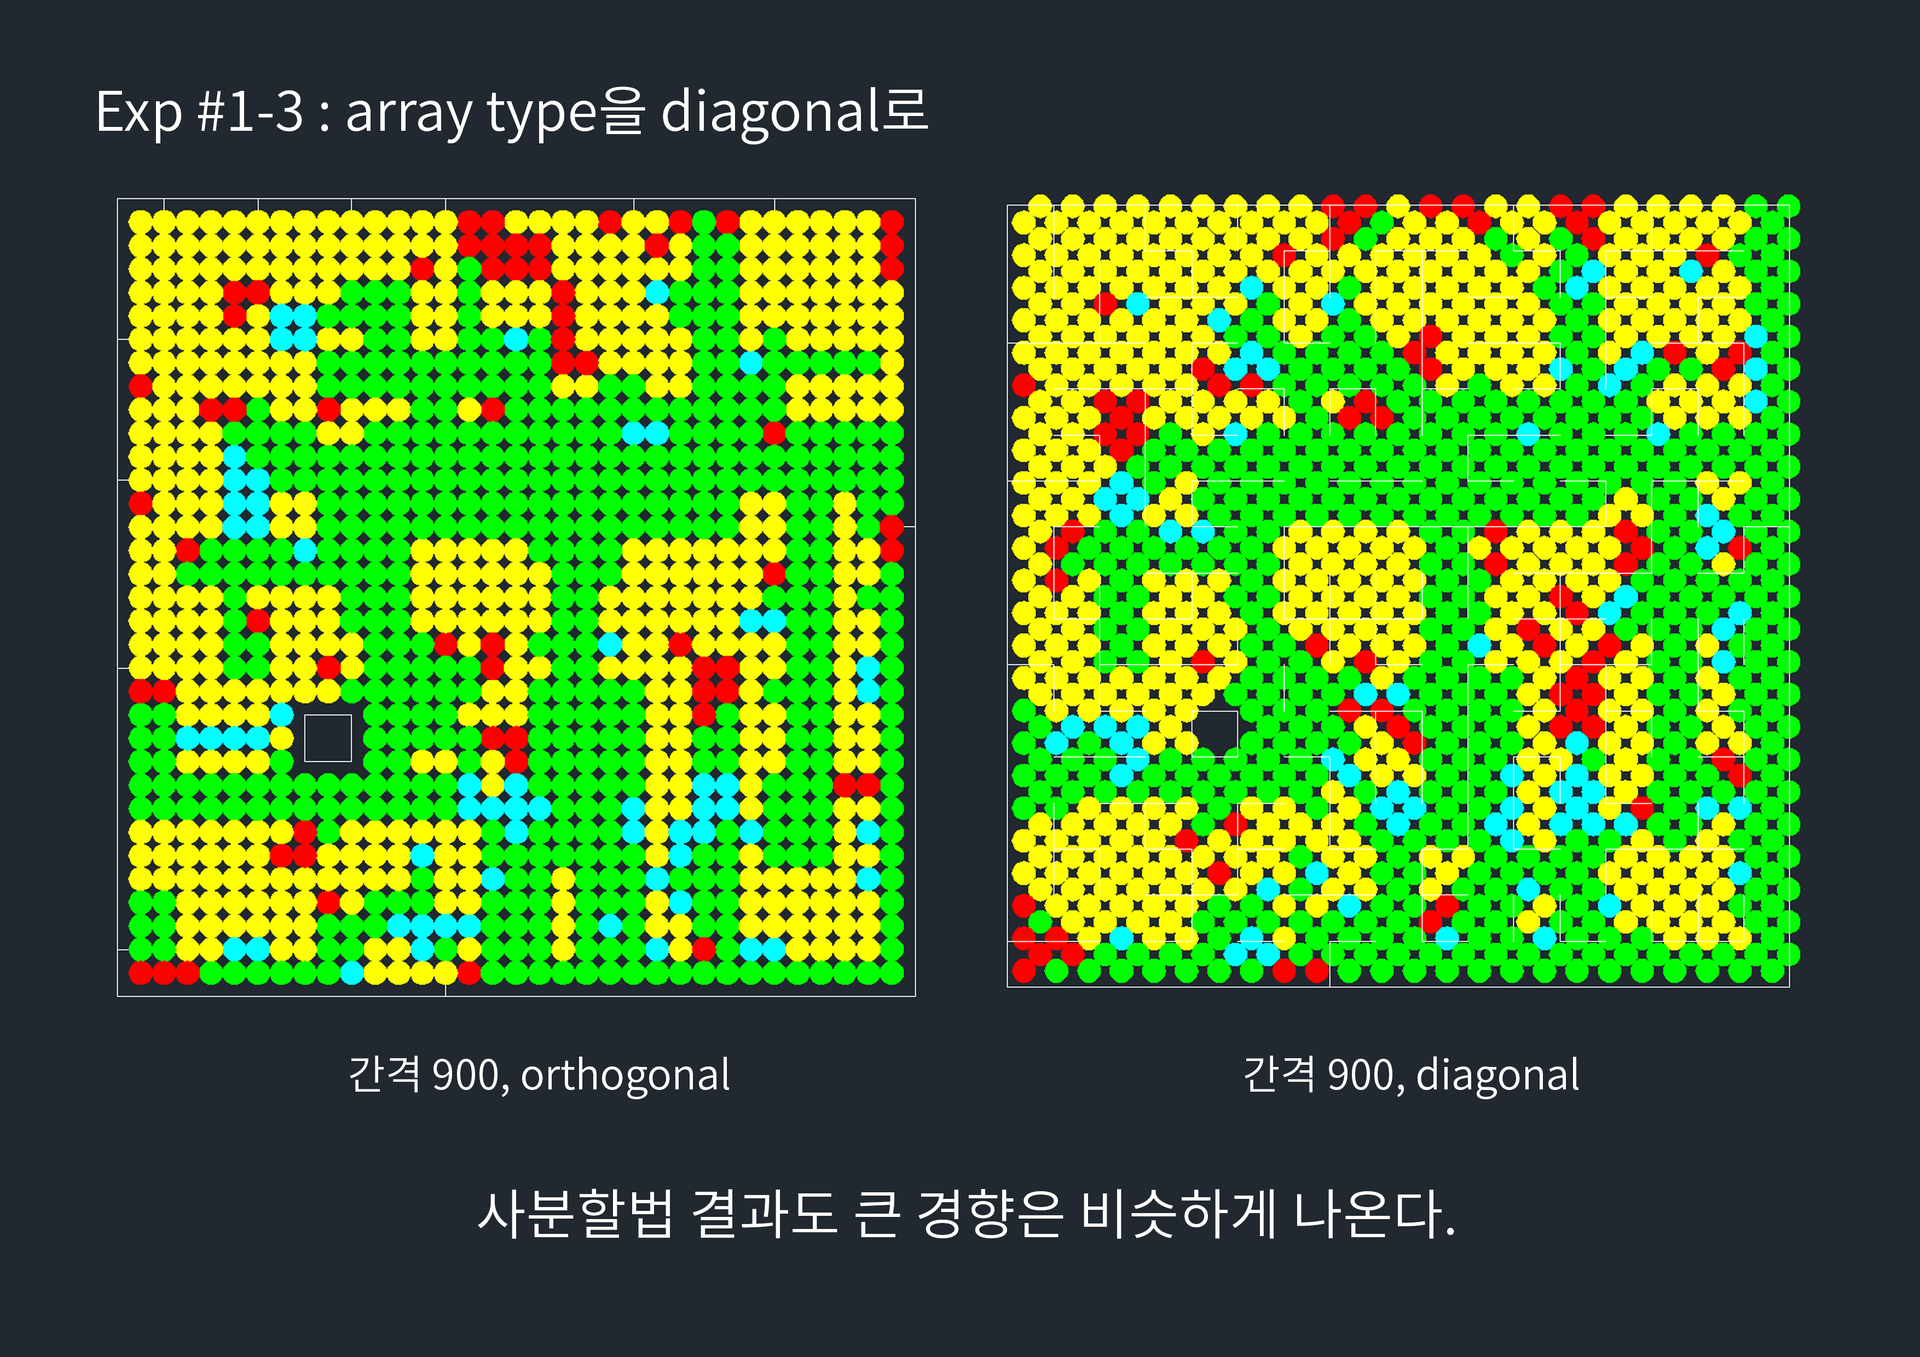 Exp #1-3 : array type을 diagonal로
간격 900, orthogonal
간격 900, diagonal
사분할법 결과도 큰 경향은 비슷하게 나온다.